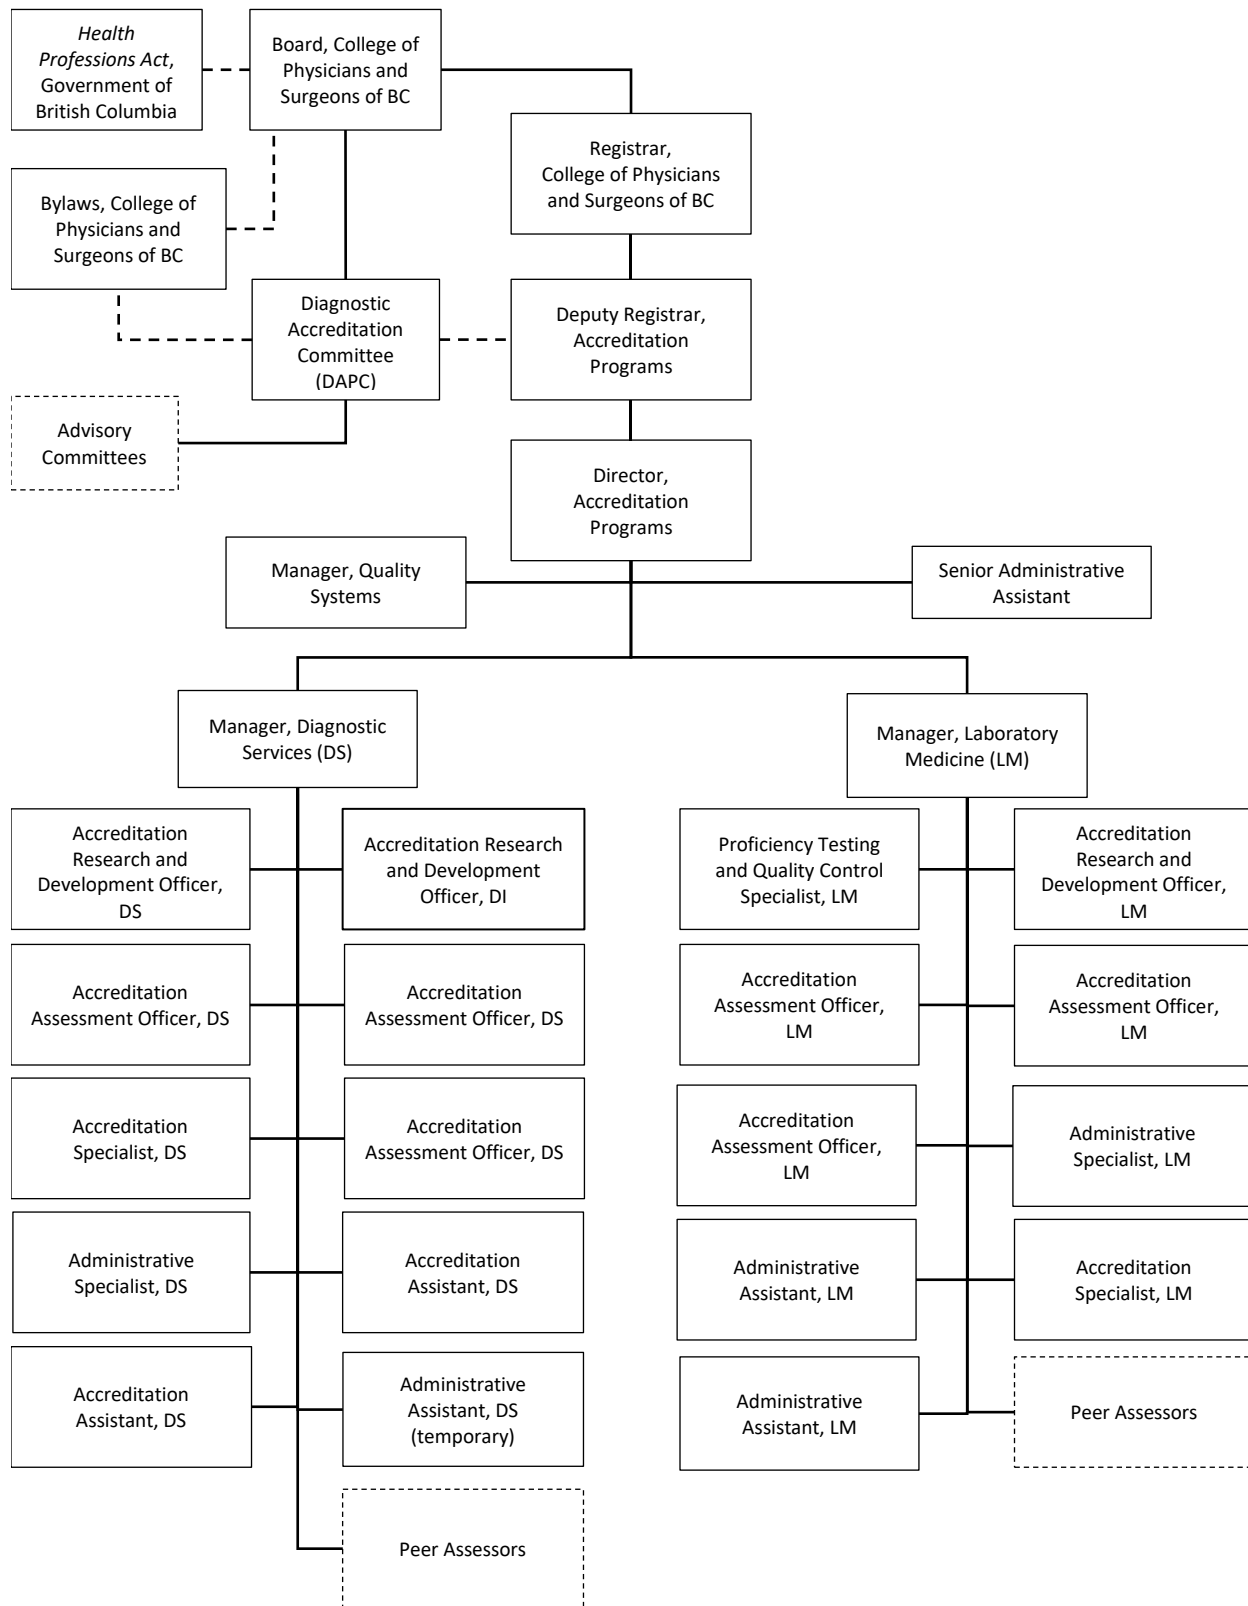 Health
Professions Act,
Government of
British Columbia
Board, College of
Physicians and
Surgeons of BC
Registrar,
College of Physicians
and Surgeons of BC
Bylaws, College of
Physicians and
Surgeons of BC
Diagnostic
Accreditation
Committee
(DAPC)
Deputy Registrar,
Accreditation
Programs
Advisory
Committees
Director,
Accreditation
Programs
Manager, Quality
Systems
Senior Administrative
Assistant
Manager, Diagnostic
Services (DS)
Manager, Laboratory
Medicine (LM)
Accreditation
Research and
Development Officer,
DS
Accreditation Research
and Development
Officer, DI
Proficiency Testing
and Quality Control
Specialist, LM
Accreditation
Research and
Development Officer,
LM
Accreditation
Assessment Officer, DS
Accreditation
Assessment Officer, DS
Accreditation
Assessment Officer,
LM
Accreditation
Assessment Officer,
LM
Accreditation
Specialist, DS
Accreditation
Assessment Officer, DS
Accreditation
Assessment Officer,
LM
Administrative
Specialist, LM
Administrative
Specialist, DS
Accreditation
Assistant, DS
Administrative
Assistant, LM
Accreditation
Specialist, LM
Accreditation
Assistant, DS
Administrative
Assistant, DS
(temporary)
Administrative
Assistant, LM
Peer Assessors
Peer Assessors